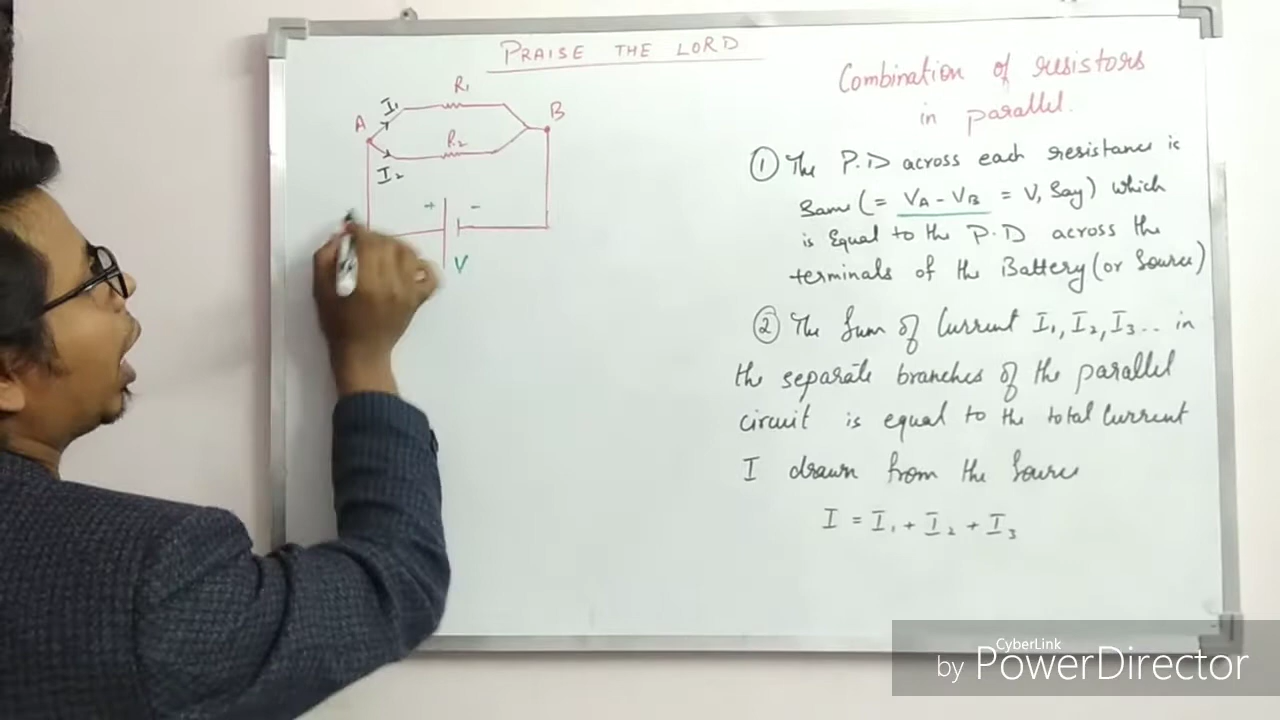 PRAISE THE LORD
Combination of resistors
in parallel.
R₁
I₁
A
B
R₂
I₂
+ -
V
① The P.D across each resistance is
Same (= VA - VB = V, Say) which
is Equal to the P.D across the
terminals of the Battery (or Source)
② The Sum of Current I₁, I₂, I₃ .. in
the separate branches of the parallel
circuit is equal to the total Current
I drawn from the Source
I = I₁ + I₂ + I₃
CyberLink
by PowerDirector